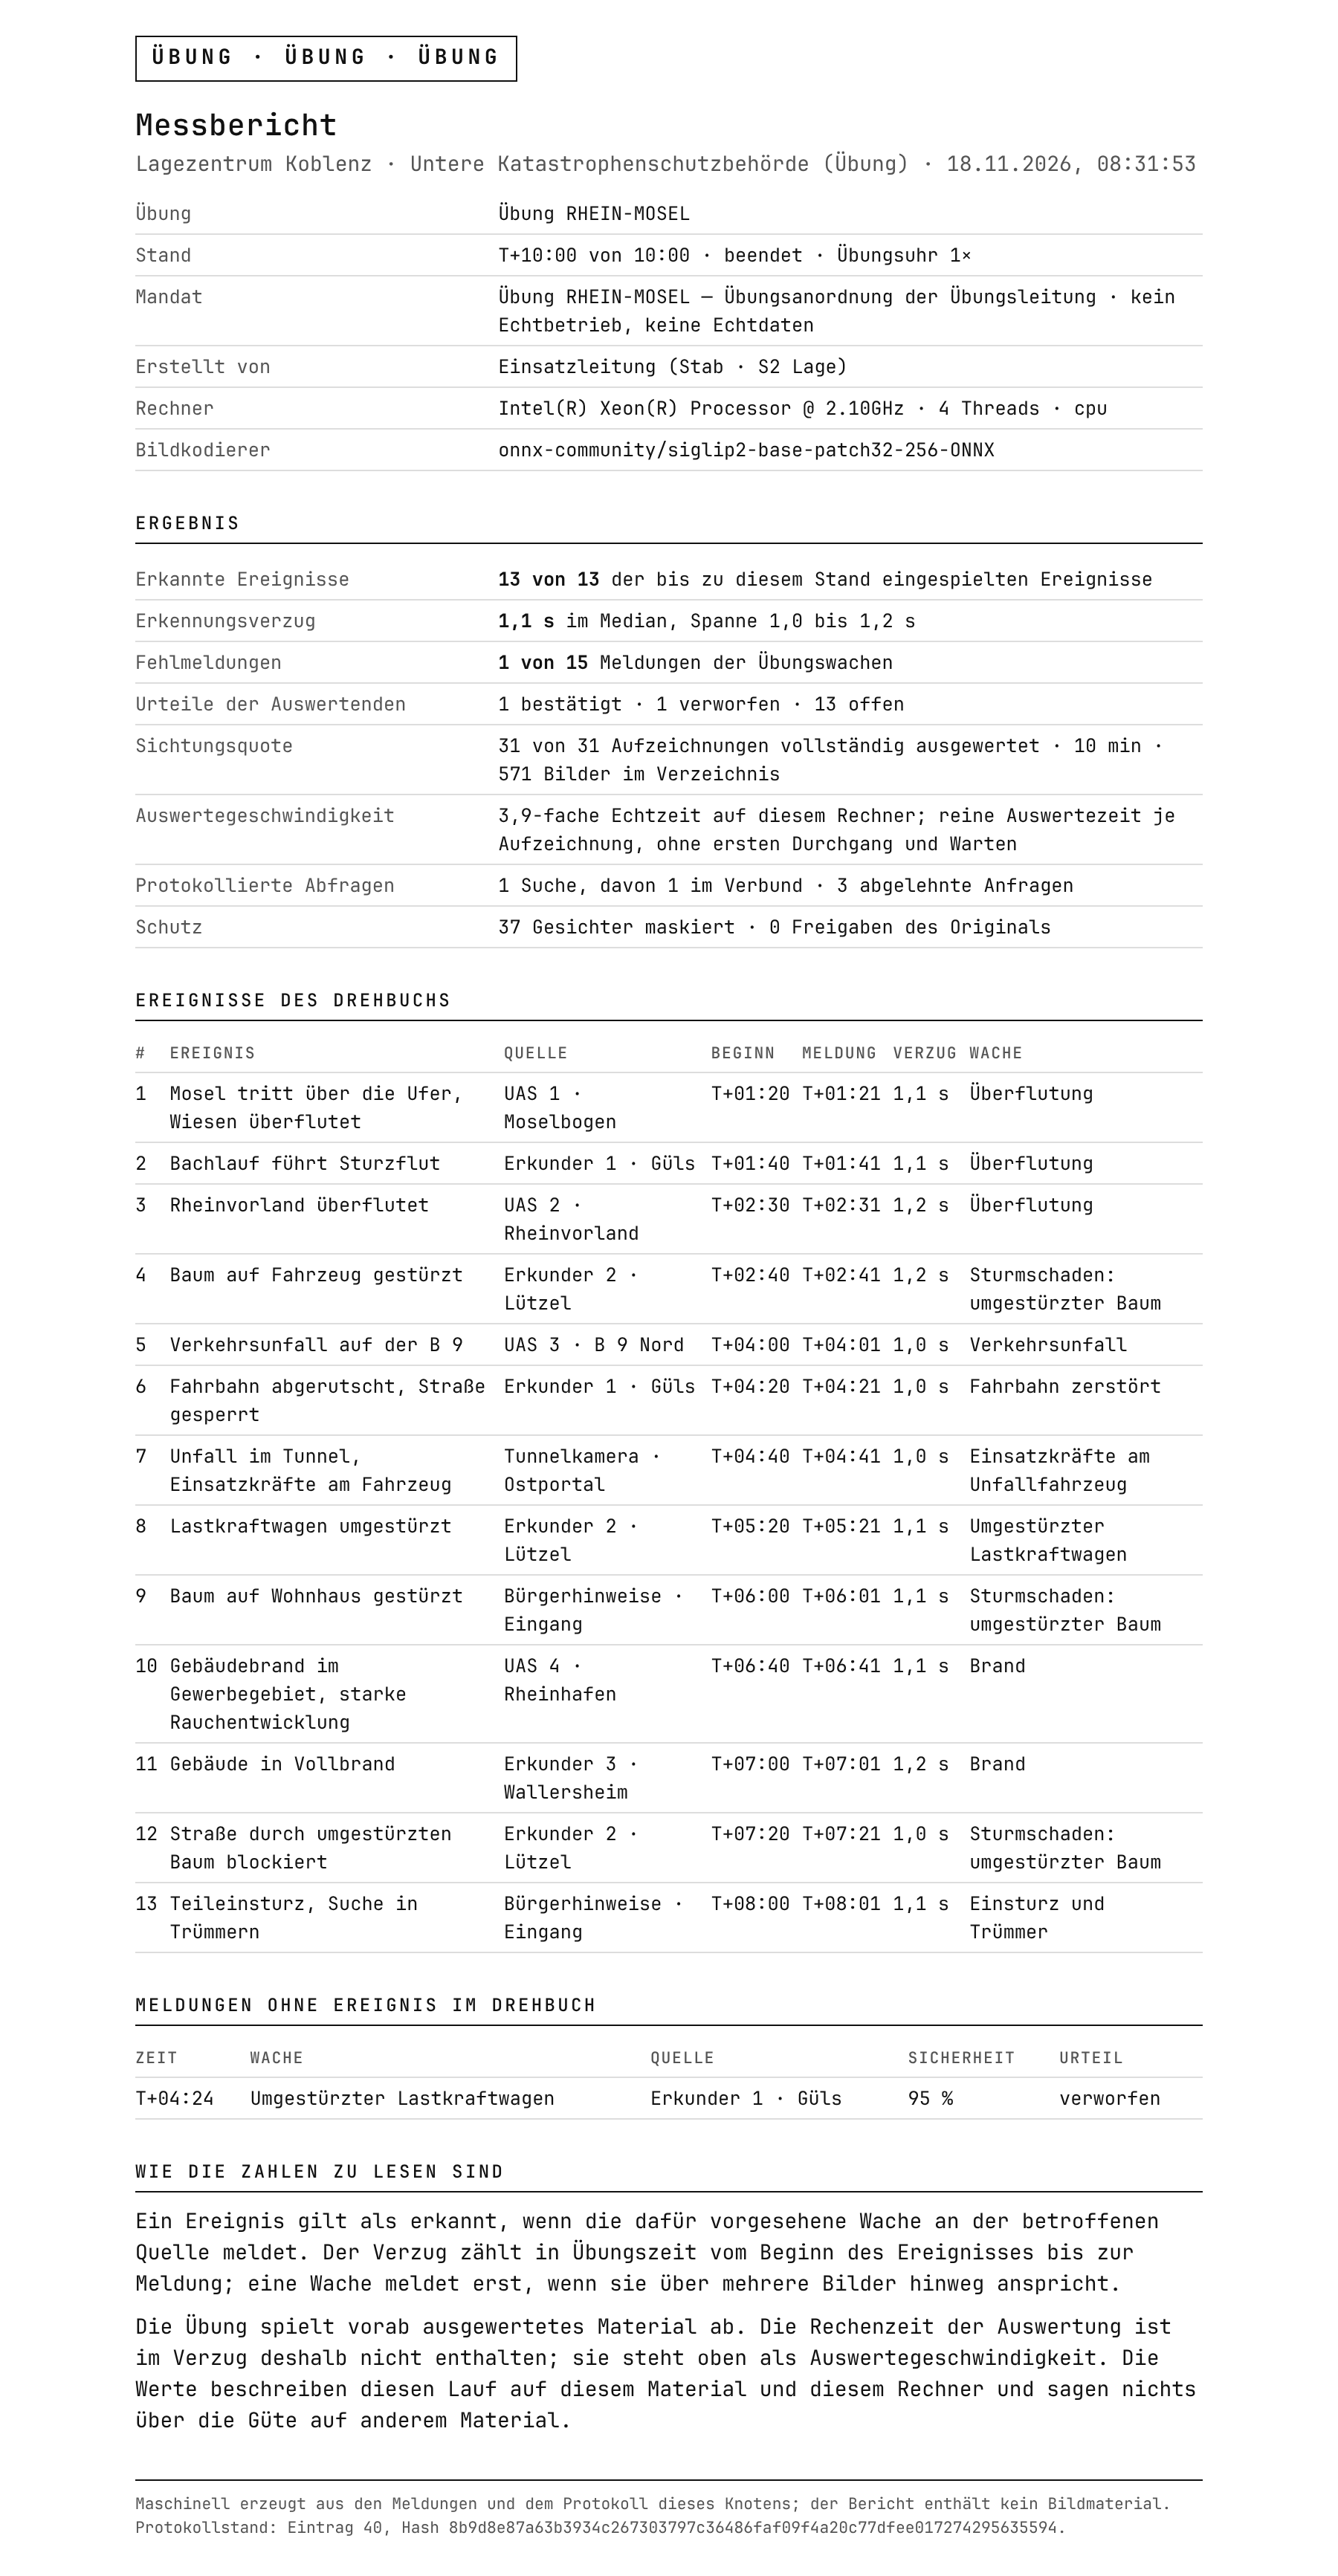 ÜBUNG · ÜBUNG · ÜBUNG
Messbericht
Lagezentrum Koblenz · Untere Katastrophenschutzbehörde (Übung) · 18.11.2026, 08:31:53
Übung Übung RHEIN-MOSEL
Stand T+10:00 von 10:00 · beendet · Übungsuhr 1×
Mandat Übung RHEIN-MOSEL — Übungsanordnung der Übungsleitung · kein
Echtbetrieb, keine Echtdaten
Erstellt von Einsatzleitung (Stab · S2 Lage)
Rechner Intel(R) Xeon(R) Processor @ 2.10GHz · 4 Threads · cpu
Bildkodierer onnx-community/siglip2-base-patch32-256-ONNX
ERGEBNIS
Erkannte Ereignisse 13 von 13 der bis zu diesem Stand eingespielten Ereignisse
Erkennungsverzug 1,1 s im Median, Spanne 1,0 bis 1,2 s
Fehlmeldungen 1 von 15 Meldungen der Übungswachen
Urteile der Auswertenden 1 bestätigt · 1 verworfen · 13 offen
Sichtungsquote 31 von 31 Aufzeichnungen vollständig ausgewertet · 10 min ·
571 Bilder im Verzeichnis
Auswertegeschwindigkeit 3,9-fache Echtzeit auf diesem Rechner; reine Auswertezeit je
Aufzeichnung, ohne ersten Durchgang und Warten
Protokollierte Abfragen 1 Suche, davon 1 im Verbund · 3 abgelehnte Anfragen
Schutz 37 Gesichter maskiert · 0 Freigaben des Originals
EREIGNISSE DES DREHBUCHS
# EREIGNIS QUELLE BEGINN MELDUNG VERZUG WACHE
1 Mosel tritt über die Ufer, UAS 1 · T+01:20 T+01:21 1,1 s Überflutung
Wiesen überflutet Moselbogen
2 Bachlauf führt Sturzflut Erkunder 1 · Güls T+01:40 T+01:41 1,1 s Überflutung
3 Rheinvorland überflutet UAS 2 · T+02:30 T+02:31 1,2 s Überflutung
Rheinvorland
4 Baum auf Fahrzeug gestürzt Erkunder 2 · T+02:40 T+02:41 1,2 s Sturmschaden:
Lützel umgestürzter Baum
5 Verkehrsunfall auf der B 9 UAS 3 · B 9 Nord T+04:00 T+04:01 1,0 s Verkehrsunfall
6 Fahrbahn abgerutscht, Straße Erkunder 1 · Güls T+04:20 T+04:21 1,0 s Fahrbahn zerstört
gesperrt
7 Unfall im Tunnel, Tunnelkamera · T+04:40 T+04:41 1,0 s Einsatzkräfte am
Einsatzkräfte am Fahrzeug Ostportal Unfallfahrzeug
8 Lastkraftwagen umgestürzt Erkunder 2 · T+05:20 T+05:21 1,1 s Umgestürzter
Lützel Lastkraftwagen
9 Baum auf Wohnhaus gestürzt Bürgerhinweise · T+06:00 T+06:01 1,1 s Sturmschaden:
Eingang umgestürzter Baum
10 Gebäudebrand im UAS 4 · T+06:40 T+06:41 1,1 s Brand
Gewerbegebiet, starke Rheinhafen
Rauchentwicklung
11 Gebäude in Vollbrand Erkunder 3 · T+07:00 T+07:01 1,2 s Brand
Wallersheim
12 Straße durch umgestürzten Erkunder 2 · T+07:20 T+07:21 1,0 s Sturmschaden:
Baum blockiert Lützel umgestürzter Baum
13 Teileinsturz, Suche in Bürgerhinweise · T+08:00 T+08:01 1,1 s Einsturz und
Trümmern Eingang Trümmer
MELDUNGEN OHNE EREIGNIS IM DREHBUCH
ZEIT WACHE QUELLE SICHERHEIT URTEIL
T+04:24 Umgestürzter Lastkraftwagen Erkunder 1 · Güls 95 % verworfen
WIE DIE ZAHLEN ZU LESEN SIND
Ein Ereignis gilt als erkannt, wenn die dafür vorgesehene Wache an der betroffenen
Quelle meldet. Der Verzug zählt in Übungszeit vom Beginn des Ereignisses bis zur
Meldung; eine Wache meldet erst, wenn sie über mehrere Bilder hinweg anspricht.
Die Übung spielt vorab ausgewertetes Material ab. Die Rechenzeit der Auswertung ist
im Verzug deshalb nicht enthalten; sie steht oben als Auswertegeschwindigkeit. Die
Werte beschreiben diesen Lauf auf diesem Material und diesem Rechner und sagen nichts
über die Güte auf anderem Material.
Maschinell erzeugt aus den Meldungen und dem Protokoll dieses Knotens; der Bericht enthält kein Bildmaterial.
Protokollstand: Eintrag 40, Hash 8b9d8e87a63b3934c267303797c36486faf09f4a20c77dfee017274295635594.